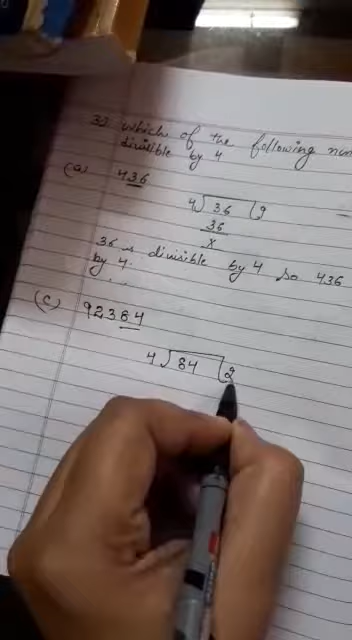 3) which of the following num
divisible by 4
(a) 436
4 36 9
36
x
36 is divisible by 4 so 436
by 4.
(c) 92384
4 84 2